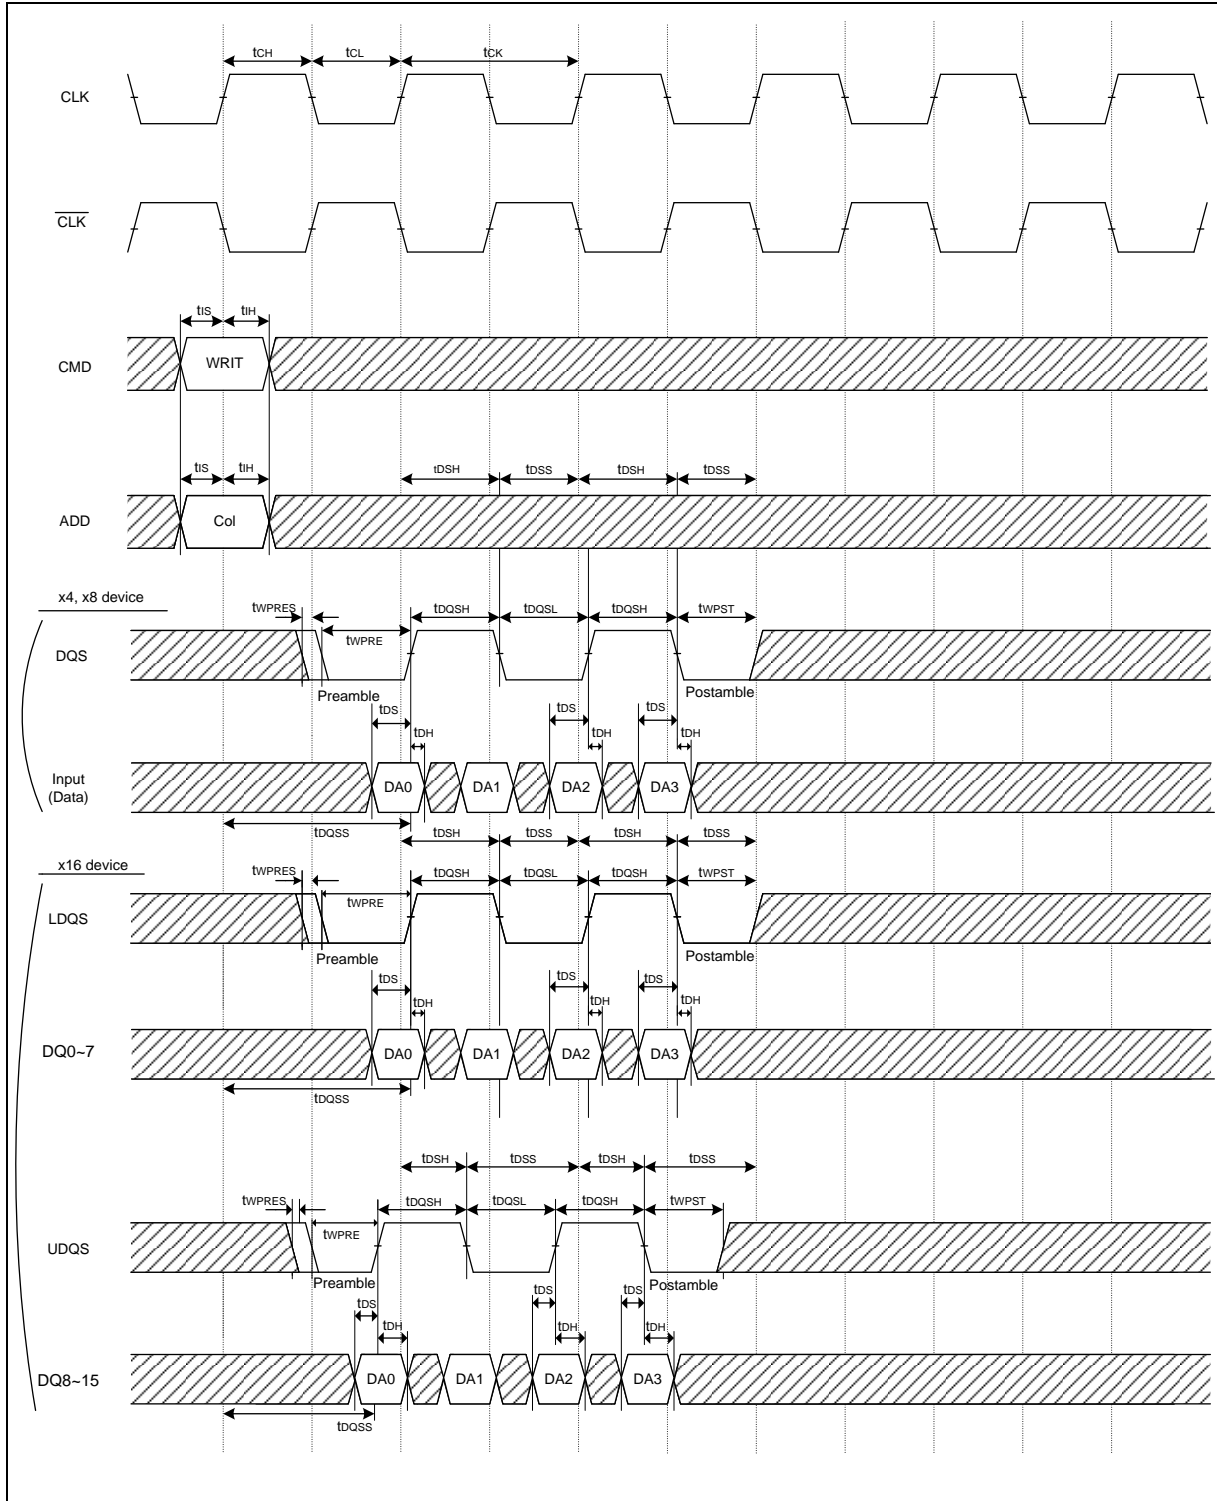 tCH tCL tCK
CLK
CLK
tIS tIH
CMD WRIT
tIS tIH tDSH tDSS tDSH tDSS
ADD Col
x4, x8 device
tWPRES tDQSH tDQSL tDQSH tWPST
tWPRE
DQS
Preamble Postamble
tDS tDS tDS
tDH tDH tDH
Input
(Data)
DA0 DA1 DA2 DA3
tDQSS tDSH tDSS tDSH tDSS
x16 device
tWPRES tDQSH tDQSL tDQSH tWPST
tWPRE
LDQS
Preamble Postamble
tDS tDS tDS
tDH tDH tDH
DQ0~7 DA0 DA1 DA2 DA3
tDQSS
tDSH tDSS tDSH tDSS
tWPRES tDQSH tDQSL tDQSH tWPST
tWPRE
UDQS
Preamble Postamble
tDS tDS tDS
tDH tDH tDH
DQ8~15 DA0 DA1 DA2 DA3
tDQSS